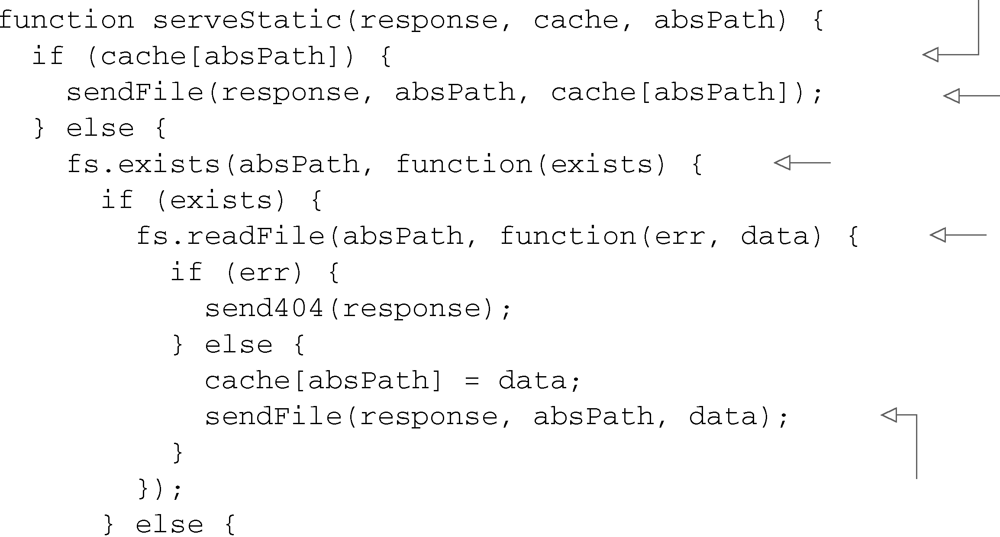 function serveStatic(response, cache, absPath) {
  if (cache[absPath]) {
    sendFile(response, absPath, cache[absPath]);
  } else {
    fs.exists(absPath, function(exists) {
      if (exists) {
        fs.readFile(absPath, function(err, data) {
          if (err) {
            send404(response);
          } else {
            cache[absPath] = data;
            sendFile(response, absPath, data);
          }
        });
      } else {